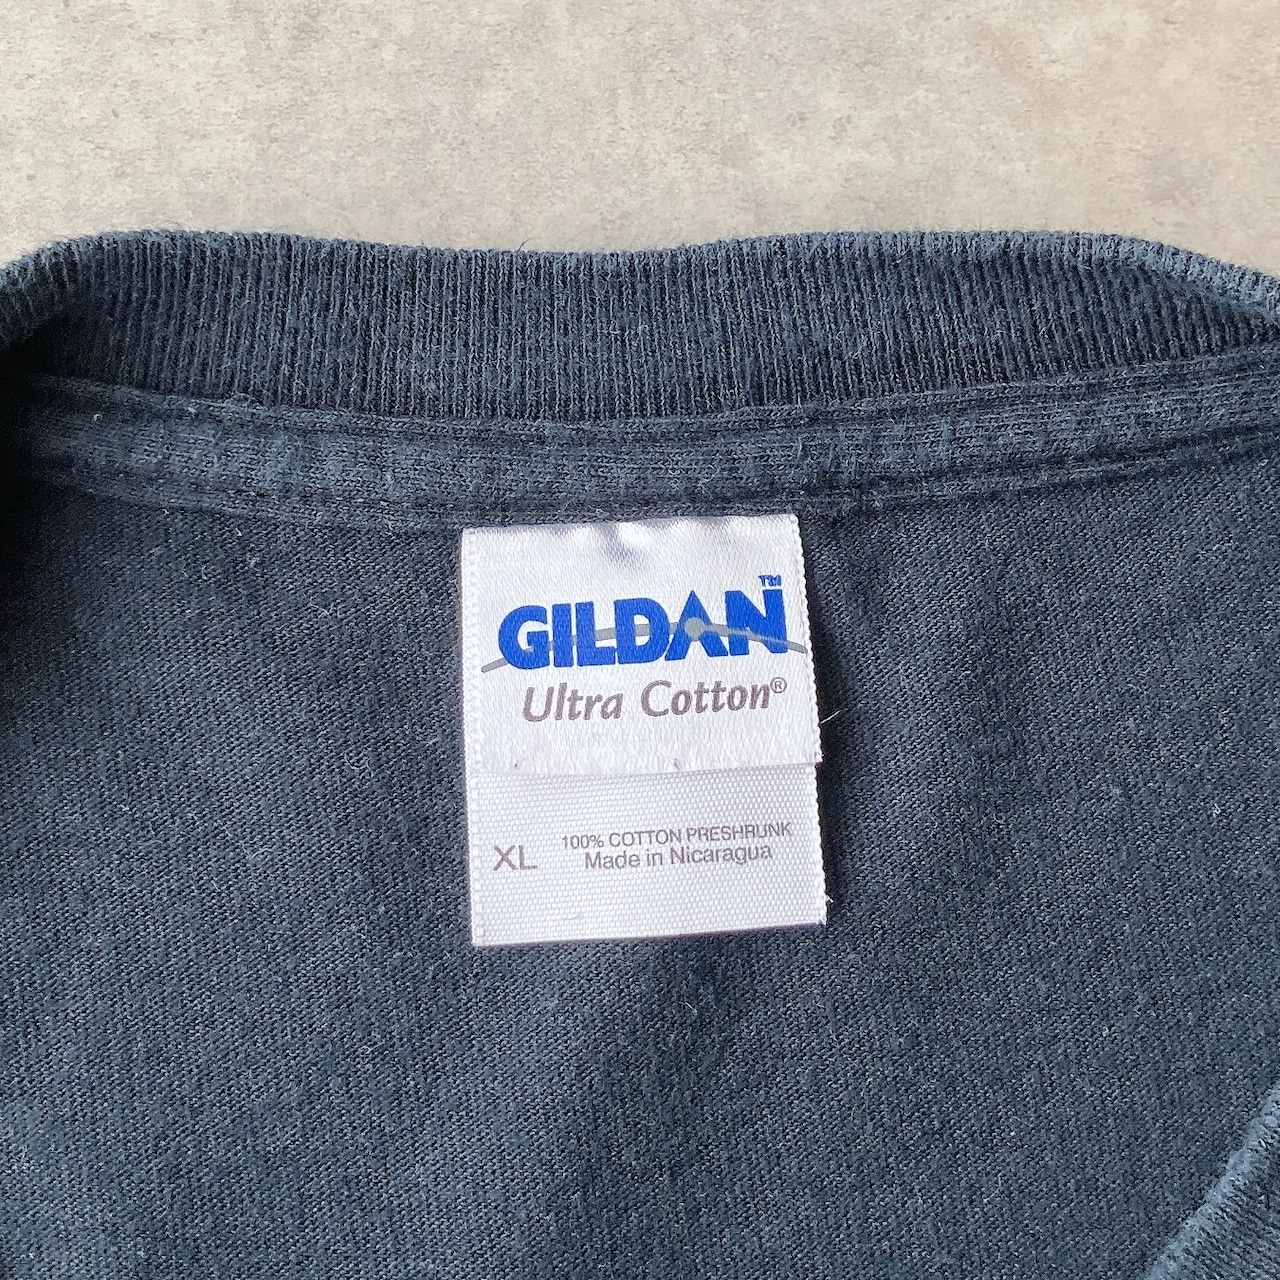 GILDAN™
Ultra Cotton®
XL 100% COTTON PRESHRUNK
Made in Nicaragua